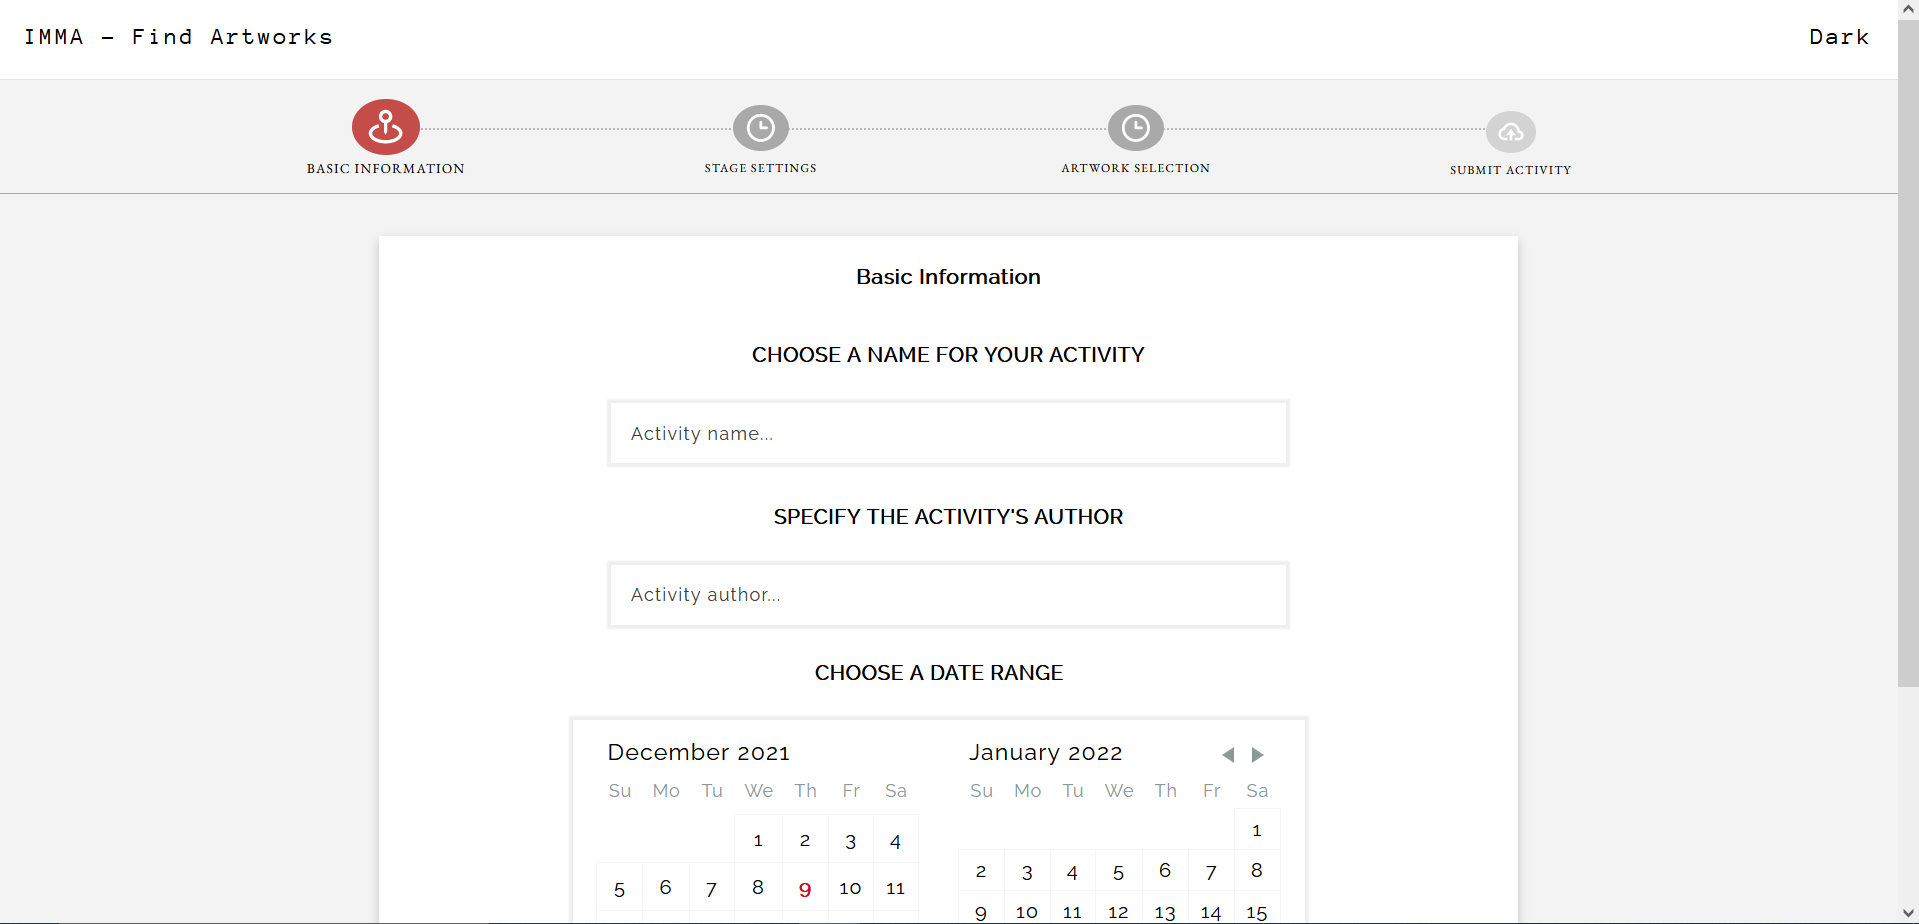 IMMA - Find Artworks
Dark
BASIC INFORMATION
STAGE SETTINGS
ARTWORK SELECTION
SUBMIT ACTIVITY
Basic Information
CHOOSE A NAME FOR YOUR ACTIVITY
Activity name...
SPECIFY THE ACTIVITY'S AUTHOR
Activity author...
CHOOSE A DATE RANGE
December 2021
Su Mo Tu We Th Fr Sa
1 2 3 4
5 6 7 8 9 10 11
January 2022
Su Mo Tu We Th Fr Sa
1
2 3 4 5 6 7 8
9 10 11 12 13 14 15